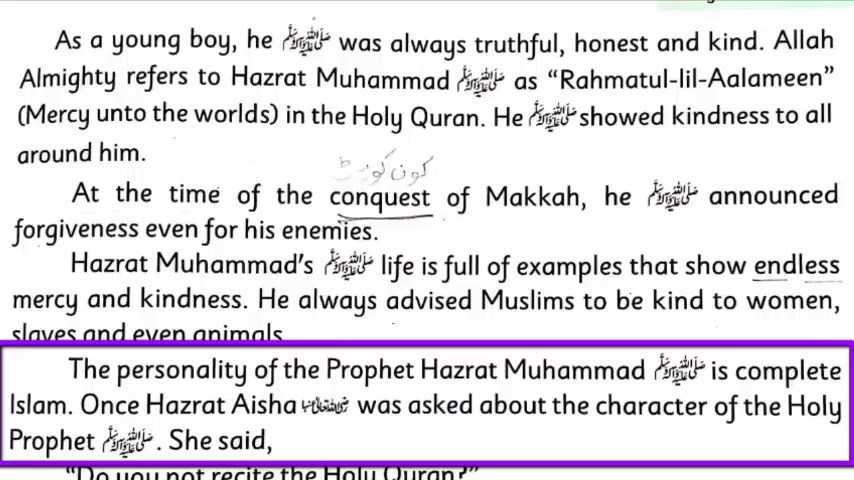 As a young boy, he ﷺ was always truthful, honest and kind. Allah
Almighty refers to Hazrat Muhammad ﷺ as “Rahmatul-lil-Aalameen”
(Mercy unto the worlds) in the Holy Quran. He ﷺ showed kindness to all
around him.
کون کویسٹ
At the time of the conquest of Makkah, he ﷺ announced
forgiveness even for his enemies.
Hazrat Muhammad’s ﷺ life is full of examples that show endless
mercy and kindness. He always advised Muslims to be kind to women,
slaves and even animals
The personality of the Prophet Hazrat Muhammad ﷺ is complete
Islam. Once Hazrat Aisha رضی اللہ تعالیٰ عنہا was asked about the character of the Holy
Prophet ﷺ. She said,
“Do you not recite the Holy Quran?”